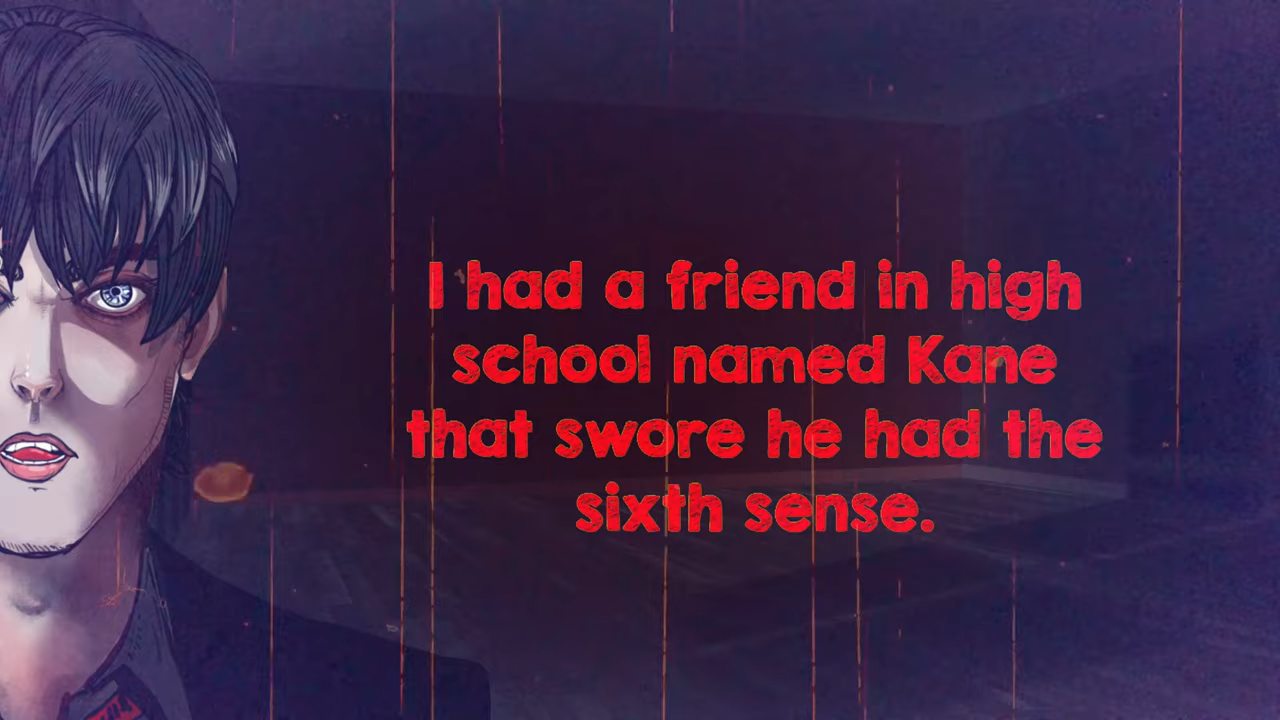 I had a friend in high
school named Kane
that swore he had the
sixth sense.